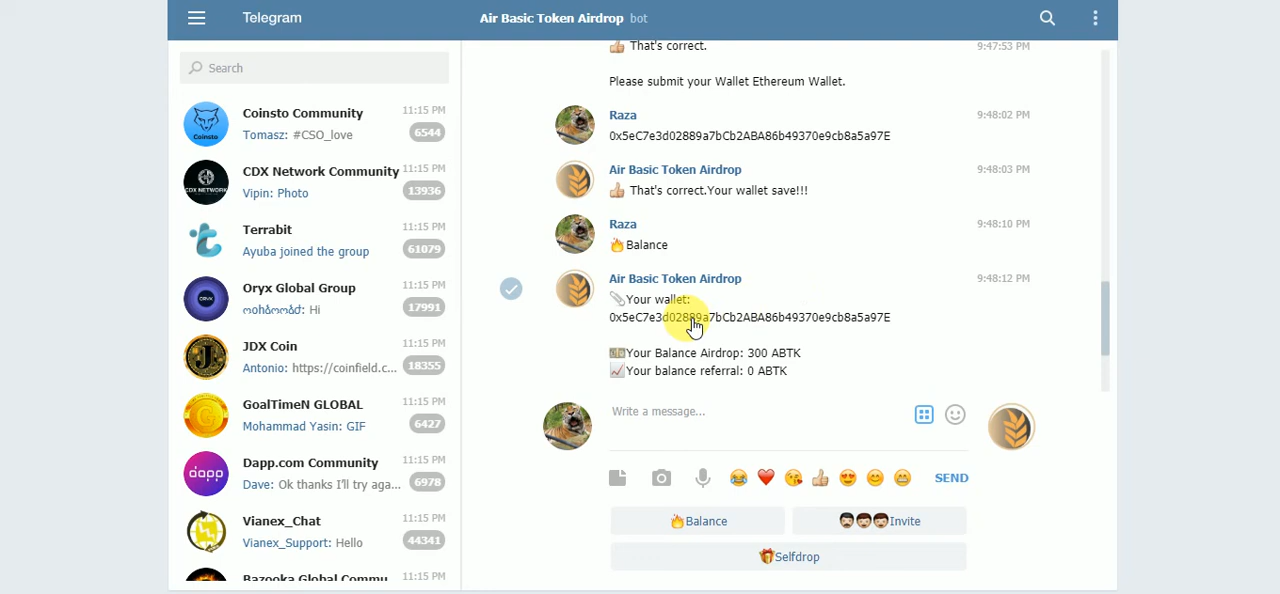 Telegram
Air Basic Token Airdrop bot
Search
Coinsto Community 11:15 PM
Tomasz: #CSO_love 6544
CDX Network Community 11:15 PM
Vipin: Photo 13936
Terrabit 11:15 PM
Ayuba joined the group 61079
Oryx Global Group 11:15 PM
Hi 17991
JDX Coin 11:15 PM
Antonio: https://coinfield.c... 18355
GoalTimeN GLOBAL 11:15 PM
Mohammad Yasin: GIF 6427
Dapp.com Community 11:15 PM
Dave: Ok thanks I'll try aga... 6978
Vianex_Chat 11:15 PM
Vianex_Support: Hello 44341
Bazooka Global Commu 11:15 PM
👍 That's correct. 9:47:53 PM
Please submit your Wallet Ethereum Wallet.
Raza 9:48:02 PM
0x5eC7e3d02889a7bCb2ABA86b49370e9cb8a5a97E
Air Basic Token Airdrop 9:48:03 PM
👍 That's correct.Your wallet save!!!
Raza 9:48:10 PM
🔥Balance
Air Basic Token Airdrop 9:48:12 PM
📎Your wallet:
0x5eC7e3d02889a7bCb2ABA86b49370e9cb8a5a97E
💵Your Balance Airdrop: 300 ABTK
📈Your balance referral: 0 ABTK
Write a message...
SEND
🔥Balance
Invite
🎁Selfdrop
CDX NETWORK
ORYX
dapp
Coinsto